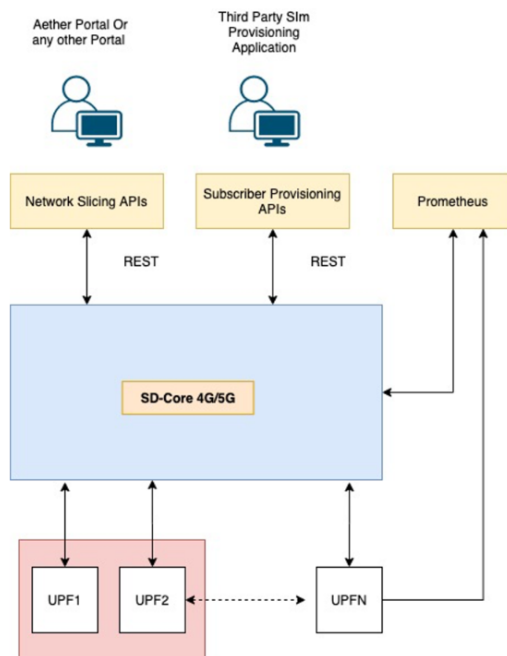 Aether Portal Or
any other Portal
Third Party SIm
Provisioning
Application
Network Slicing APIs
Subscriber Provisioning
APIs
Prometheus
REST
REST
SD-Core 4G/5G
UPF1
UPF2
UPFN